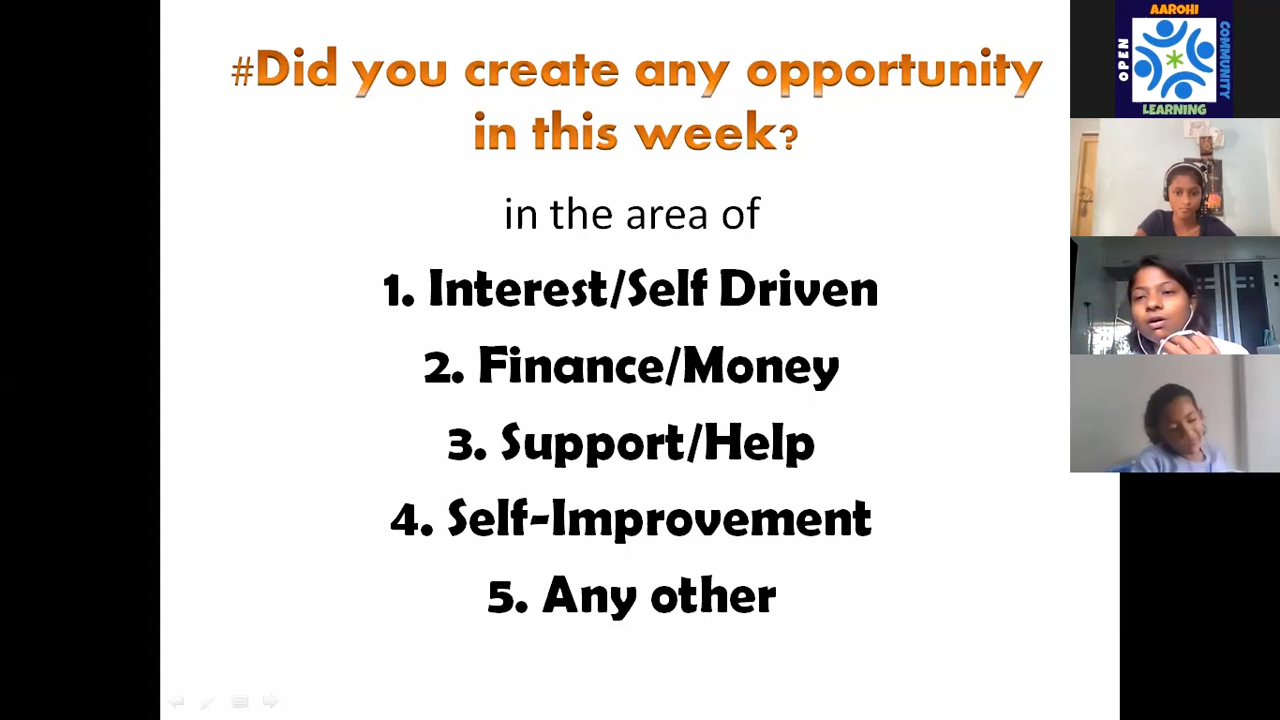 #Did you create any opportunity
in this week?
in the area of
1. Interest/Self Driven
2. Finance/Money
3. Support/Help
4. Self-Improvement
5. Any other
AAROHI
OPEN
COMMUNITY
LEARNING